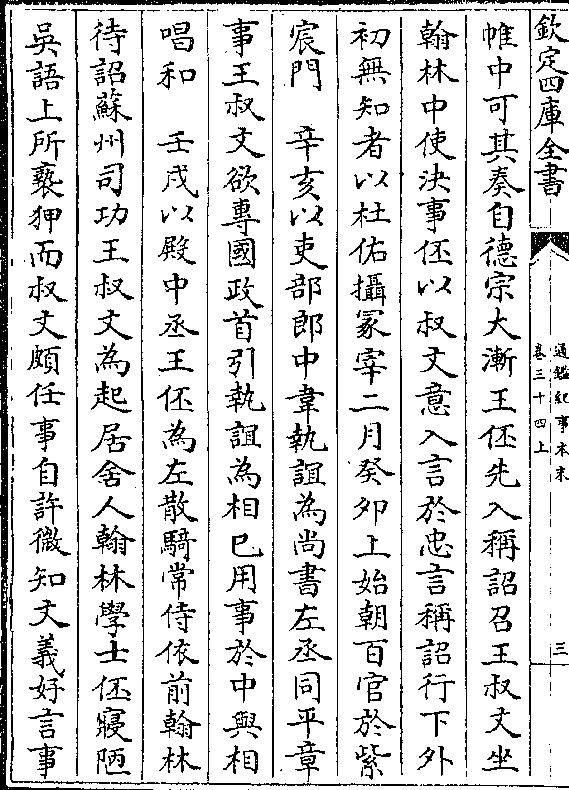 欽定四庫全書
通鑑紀事本末
卷三十四上
三
帷中可其奏自德宗大漸王伾先入稱詔召王叔文坐
翰林中使決事伾以叔文意入言於忠言稱詔行下外
初無知者以杜佑攝冢宰二月癸卯上始朝百官於紫
宸門　辛亥以吏部郎中韋執誼為尚書左丞同平章
事王叔文欲專國政首引執誼為相已用事於中與相
唱和　壬戌以殿中丞王伾為左散騎常侍依前翰林
待詔蘇州司功王叔文為起居舍人翰林學士伾寢陋
吳語上所褻狎而叔文頗任事自許微知文義好言事